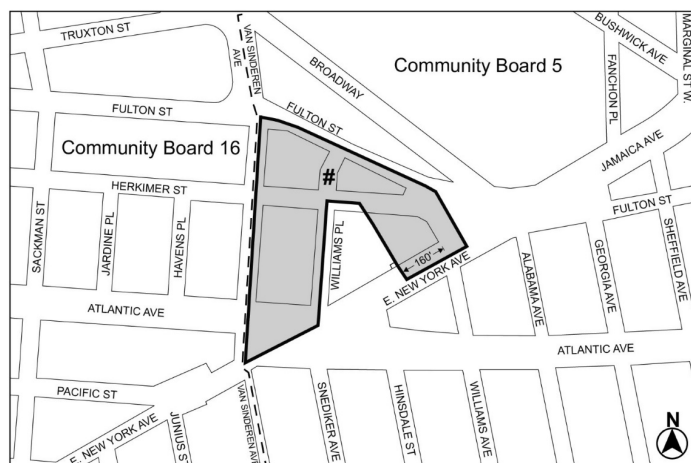 TRUXTON ST
VAN SINDEREN
AVE
BROADWAY
Community Board 5
BUSHWICK AVE
FANCHON PL
MARGINAL ST W.
FULTON ST
FULTON ST
JAMAICA AVE
Community Board 16
#
HERKIMER ST
FULTON ST
SACKMAN ST
JARDINE PL
HAVENS PL
WILLIAMS PL
160'
E. NEW YORK AVE
ALABAMA AVE
GEORGIA AVE
SHEFFIELD AVE
ATLANTIC AVE
ATLANTIC AVE
PACIFIC ST
E. NEW YORK AVE
JUNIUS ST
VAN SINDEREN AVE
SNEDIKER AVE
HINSDALE ST
WILLIAMS AVE
N